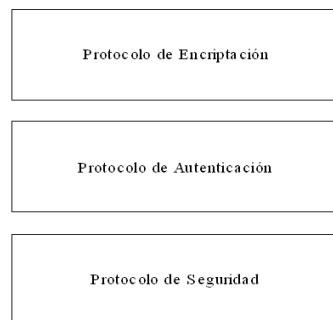 Protocolo de Encriptación
Protocolo de Autenticación
Protocolo de Seguridad